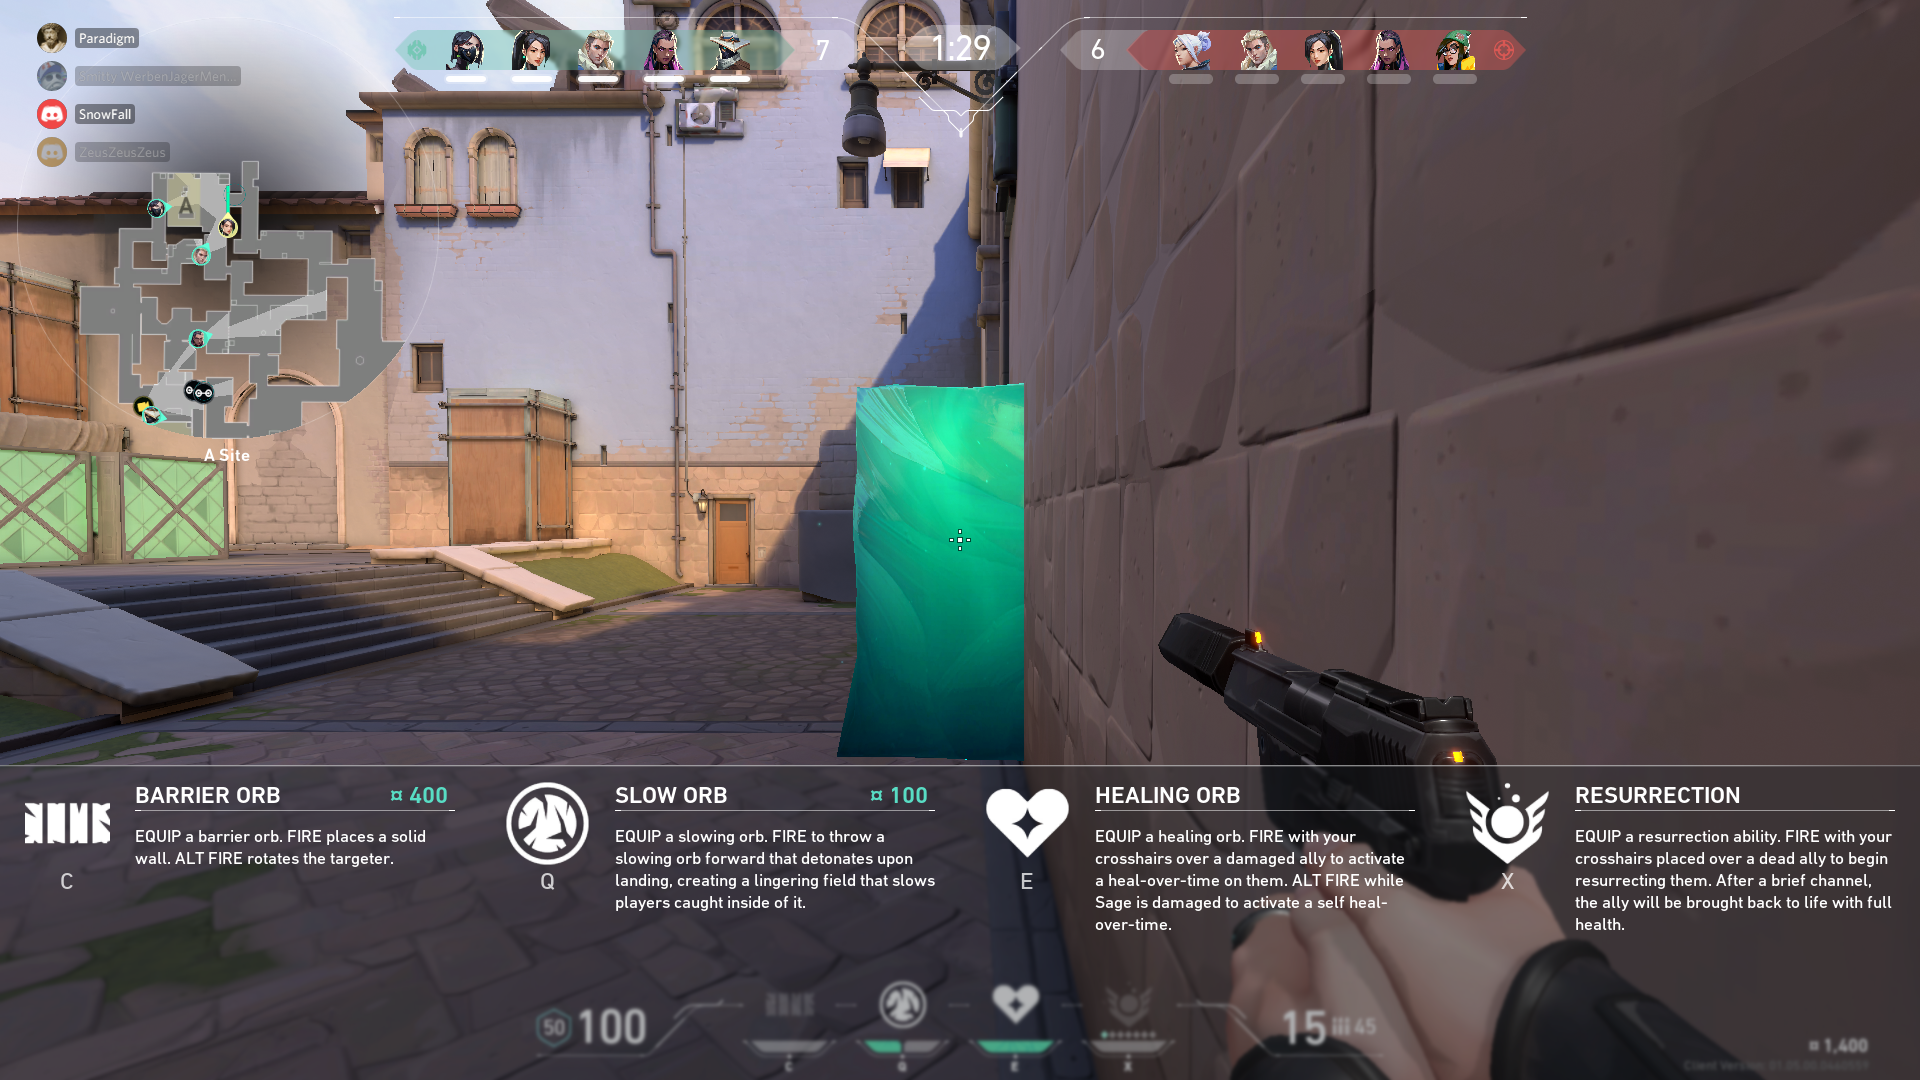 Paradigm
Smitty WerbenJagerMen...
SnowFall
ZeusZeusZeus
7
1:29
6
A
A Site
BARRIER ORB
¤ 400
EQUIP a barrier orb. FIRE places a solid
wall. ALT FIRE rotates the targeter.
C
SLOW ORB
¤ 100
EQUIP a slowing orb. FIRE to throw a
slowing orb forward that detonates upon
landing, creating a lingering field that slows
players caught inside of it.
Q
HEALING ORB
EQUIP a healing orb. FIRE with your
crosshairs over a damaged ally to activate
a heal-over-time on them. ALT FIRE while
Sage is damaged to activate a self heal-
over-time.
E
RESURRECTION
EQUIP a resurrection ability. FIRE with your
crosshairs placed over a dead ally to begin
resurrecting them. After a brief channel,
the ally will be brought back to life with full
health.
X
50
100
C
Q
E
X
15
45
¤ 1,400